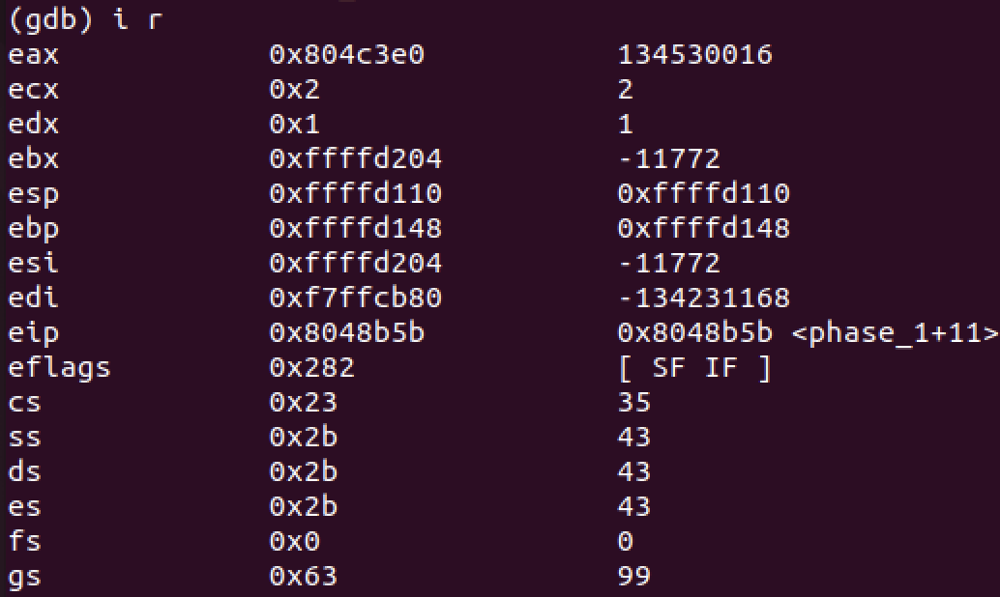 (gdb) i r
eax 0x804c3e0 134530016
ecx 0x2 2
edx 0x1 1
ebx 0xffffd204 -11772
esp 0xffffd110 0xffffd110
ebp 0xffffd148 0xffffd148
esi 0xffffd204 -11772
edi 0xf7ffcb80 -134231168
eip 0x8048b5b 0x8048b5b <phase_1+11>
eflags 0x282 [ SF IF ]
cs 0x23 35
ss 0x2b 43
ds 0x2b 43
es 0x2b 43
fs 0x0 0
gs 0x63 99